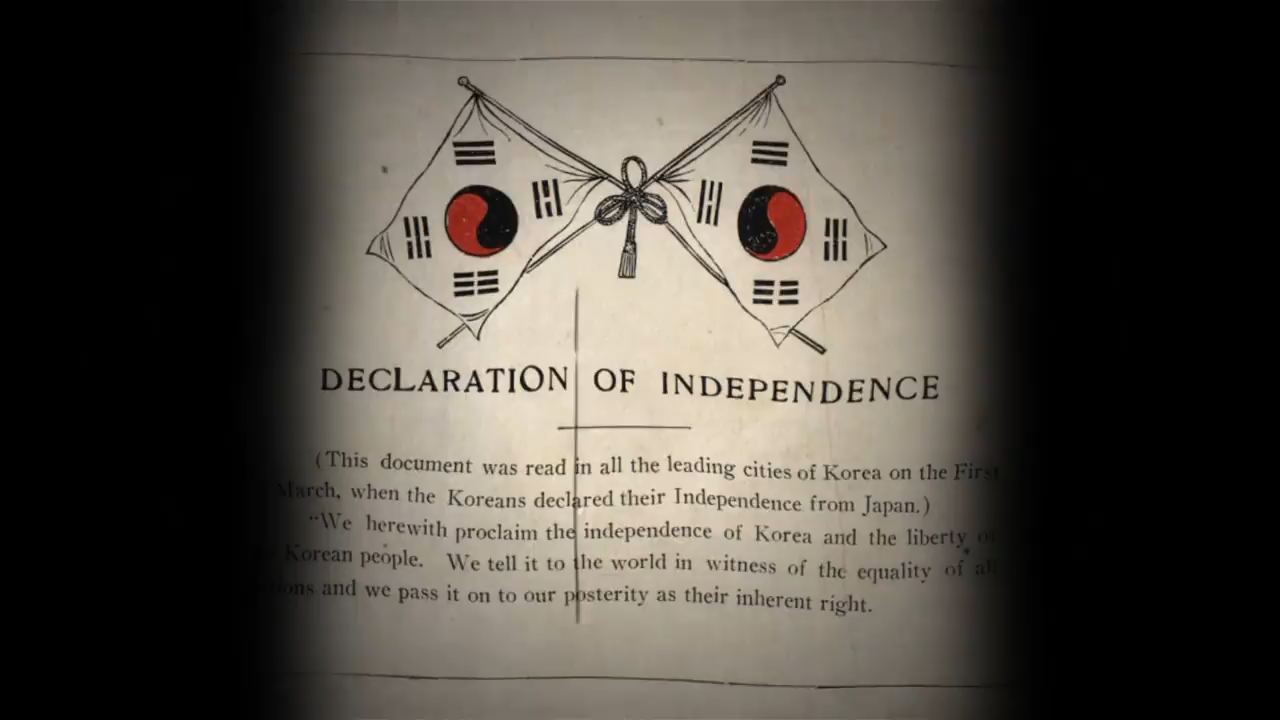 DECLARATION OF INDEPENDENCE
(This document was read in all the leading cities of Korea on the First
March, when the Koreans declared their Independence from Japan.)
"We herewith proclaim the independence of Korea and the liberty of
Korean people. We tell it to the world in witness of the equality of all
and we pass it on to our posterity as their inherent right.